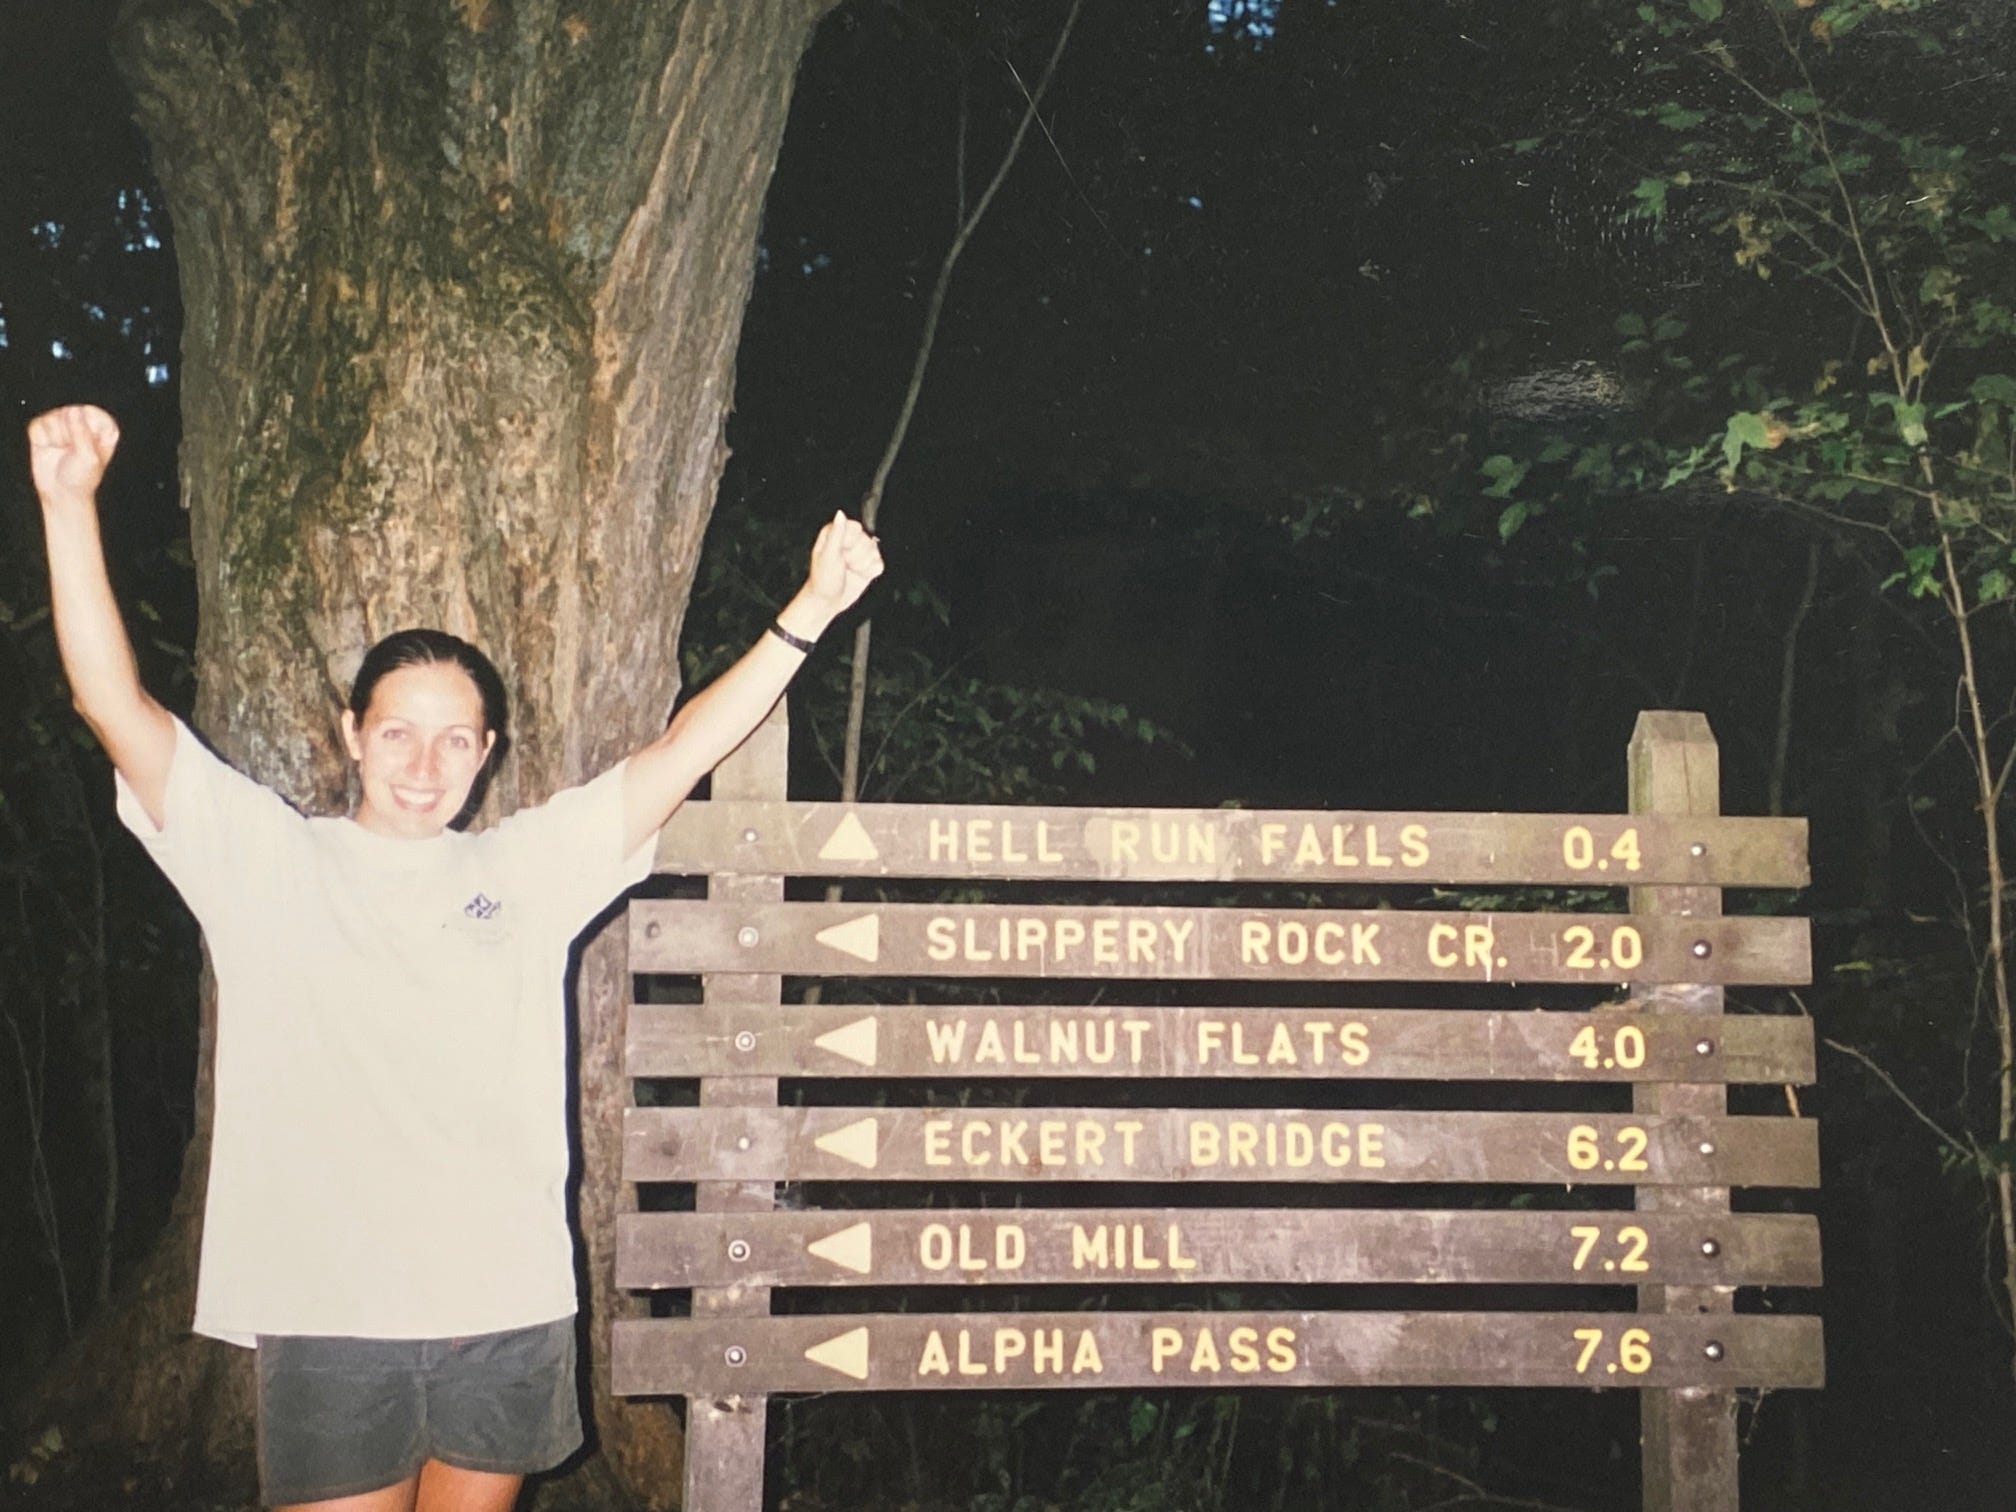 HELL RUN FALLS 0.4
SLIPPERY ROCK CR. 2.0
WALNUT FLATS 4.0
ECKERT BRIDGE 6.2
OLD MILL 7.2
ALPHA PASS 7.6